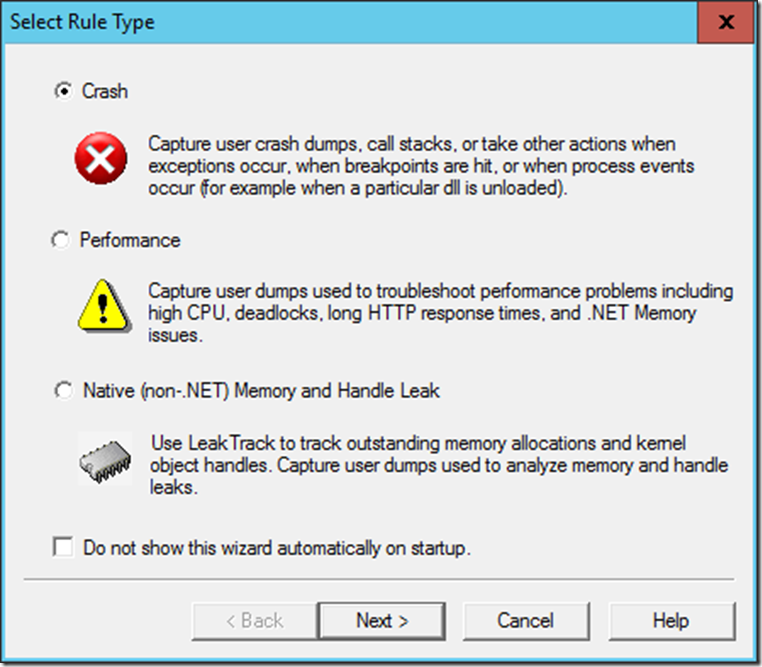 Select Rule Type
x
Crash
Capture user crash dumps, call stacks, or take other actions when
exceptions occur, when breakpoints are hit, or when process events
occur (for example when a particular dll is unloaded).
Performance
Capture user dumps used to troubleshoot performance problems including
high CPU, deadlocks, long HTTP response times, and .NET Memory
issues.
Native (non-.NET) Memory and Handle Leak
Use LeakTrack to track outstanding memory allocations and kernel
object handles. Capture user dumps used to analyze memory and handle
leaks.
Do not show this wizard automatically on startup.
< Back Next > Cancel Help